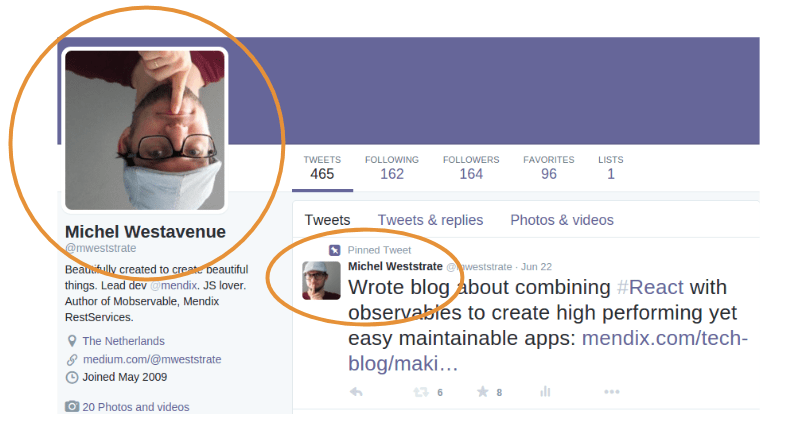 TWEETS FOLLOWING FOLLOWERS FAVORITES LISTS
465 162 164 96 1
Tweets Tweets & replies Photos & videos
Michel Westavenue
@mweststrate
Beautifully created to create beautiful
things. Lead dev @mendix. JS lover.
Author of Mobservable, Mendix
RestServices.
The Netherlands
medium.com/@mweststrate
Joined May 2009
20 Photos and videos
Pinned Tweet
Michel Weststrate @mweststrate · Jun 22
Wrote blog about combining #React with
observables to create high performing yet
easy maintainable apps: mendix.com/tech-
blog/maki…
6 8